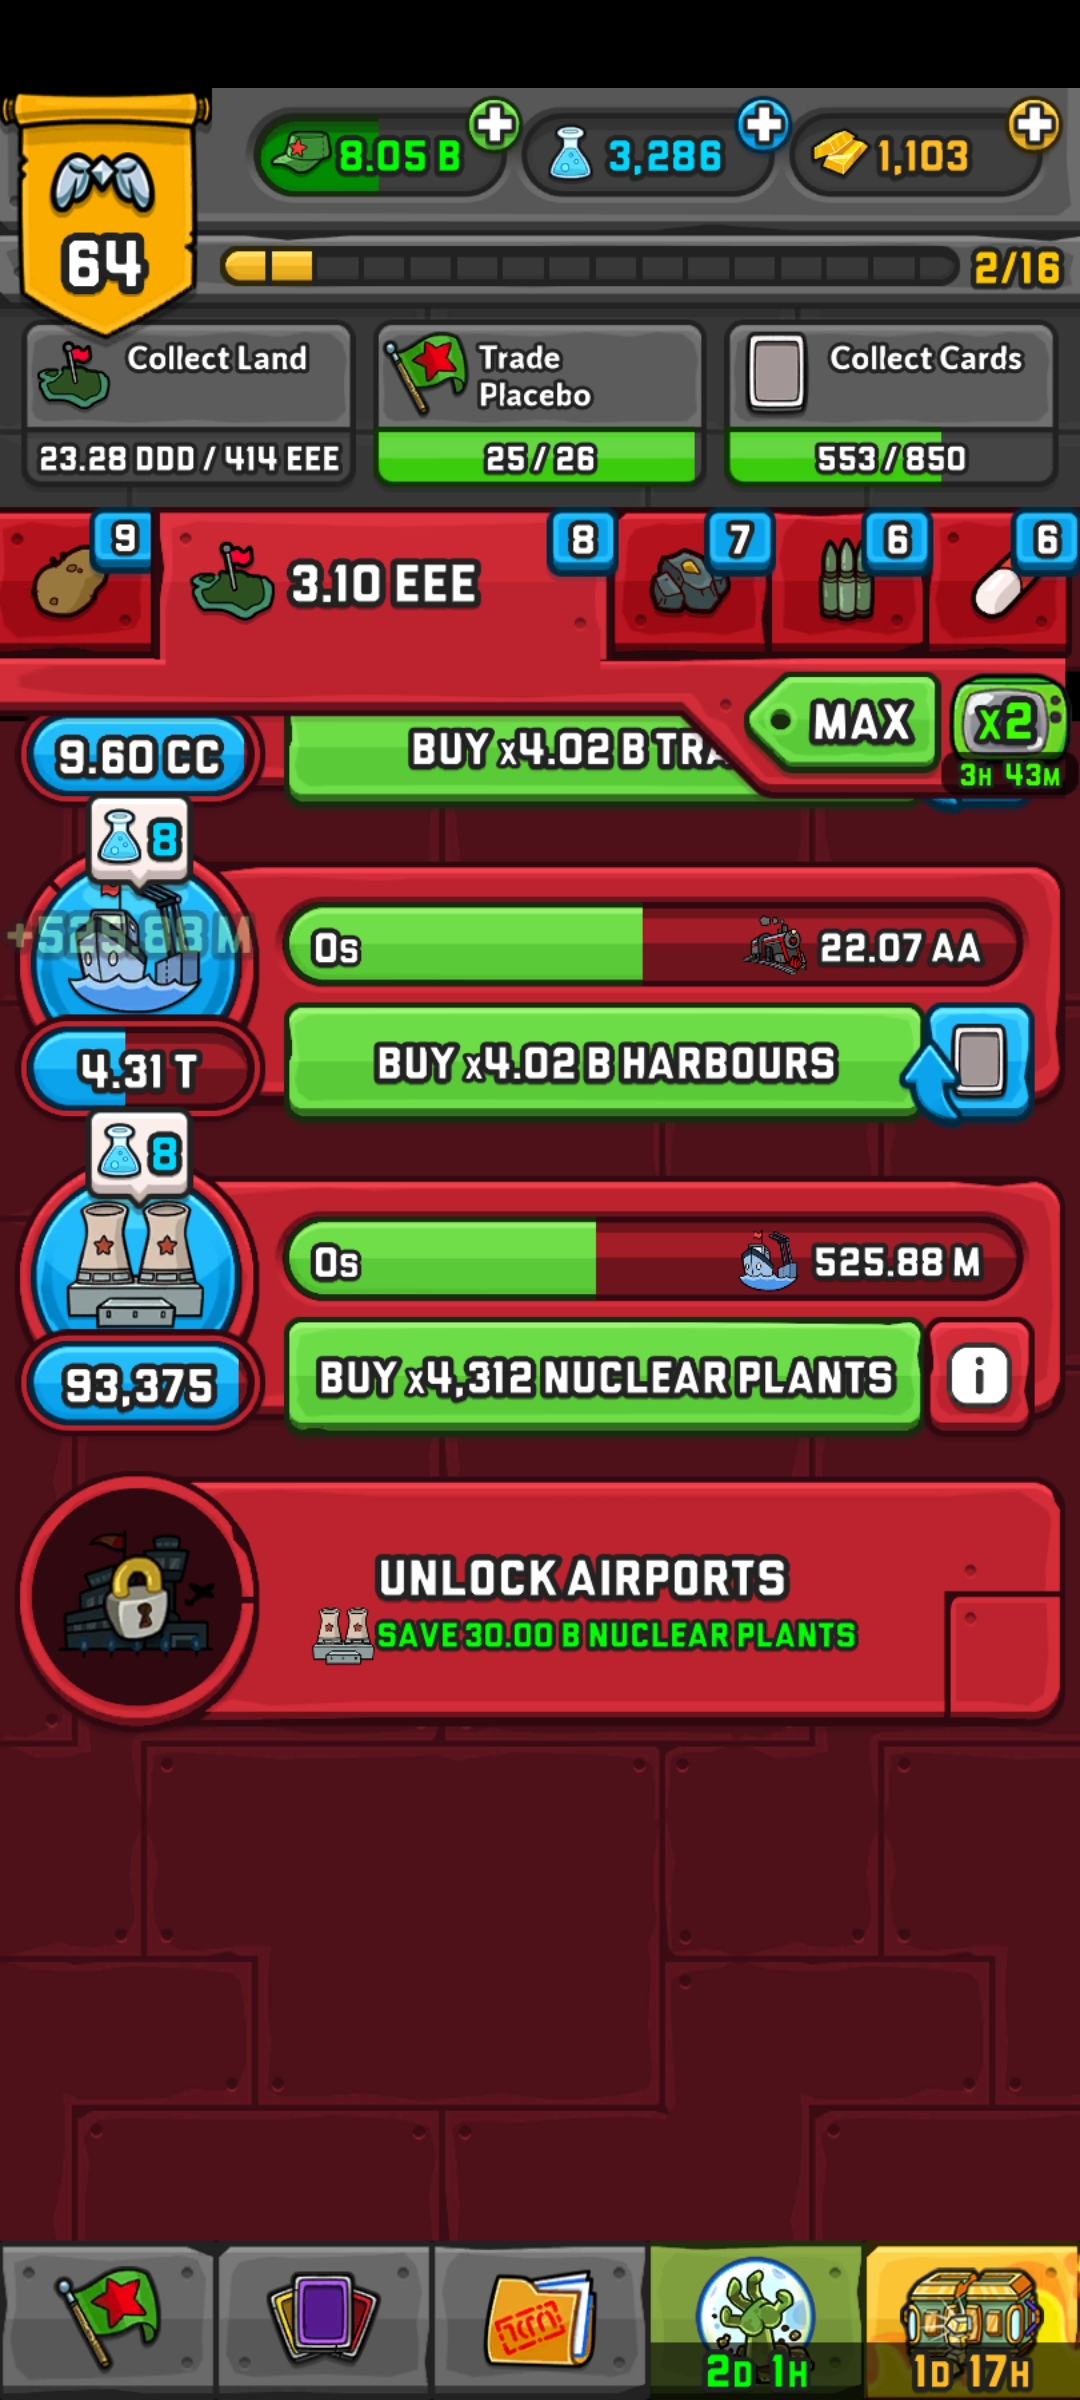 8.05 B
3,286
1,103
64
2/16
Collect Land
23.28 DDD / 414 EEE
Trade
Placebo
25 / 26
Collect Cards
553 / 850
9
3.10 EEE
8
7
6
6
MAX
x2
3H 43M
9.60 CC
BUY x4.02 B TRA
8
+525.88 M
0s
22.07 AA
4.31 T
BUY x4.02 B HARBOURS
8
0s
525.88 M
93,375
BUY x4,312 NUCLEAR PLANTS
i
UNLOCK AIRPORTS
SAVE 30.00 B NUCLEAR PLANTS
2D 1H
1D 17H